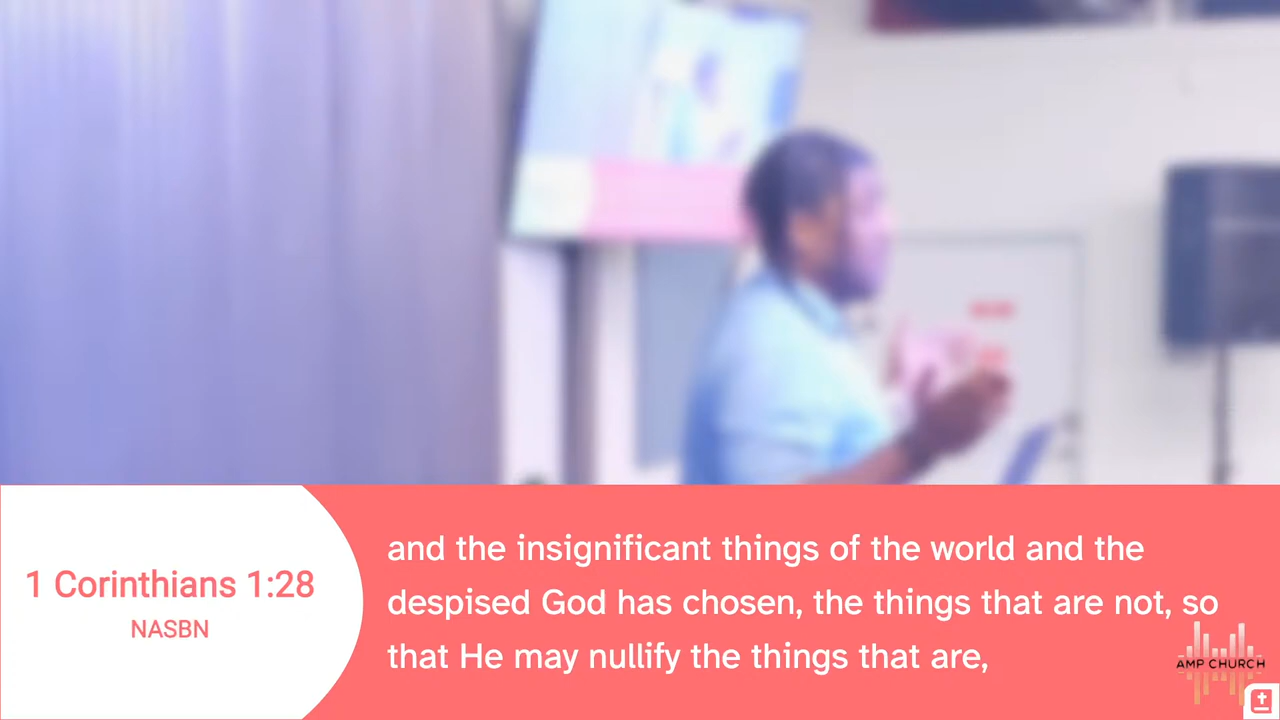 1 Corinthians 1:28
NASBN
and the insignificant things of the world and the
despised God has chosen, the things that are not, so
that He may nullify the things that are,
AMP CHURCH